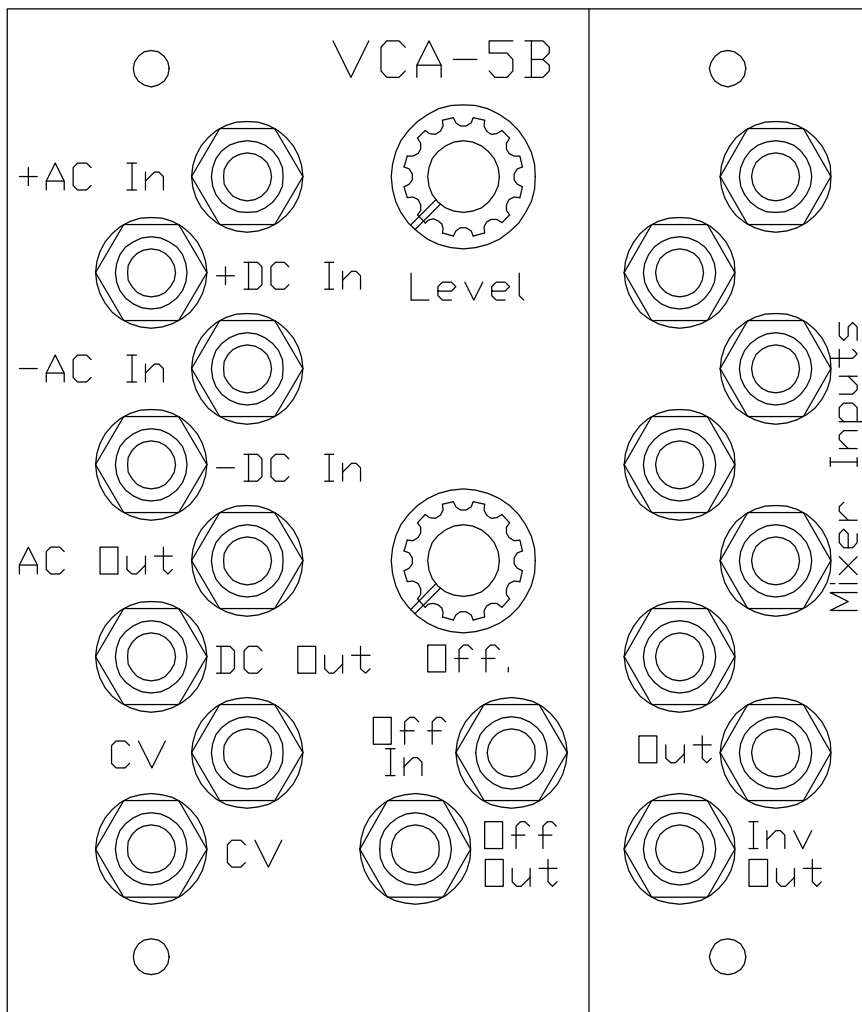 VCA-5B
+AC In
+DC In
Level
-AC In
-DC In
AC Out
DC Out
Off.
CV
Off
In
CV
Off
Out
Mixer Inputs
Out
Inv
Out